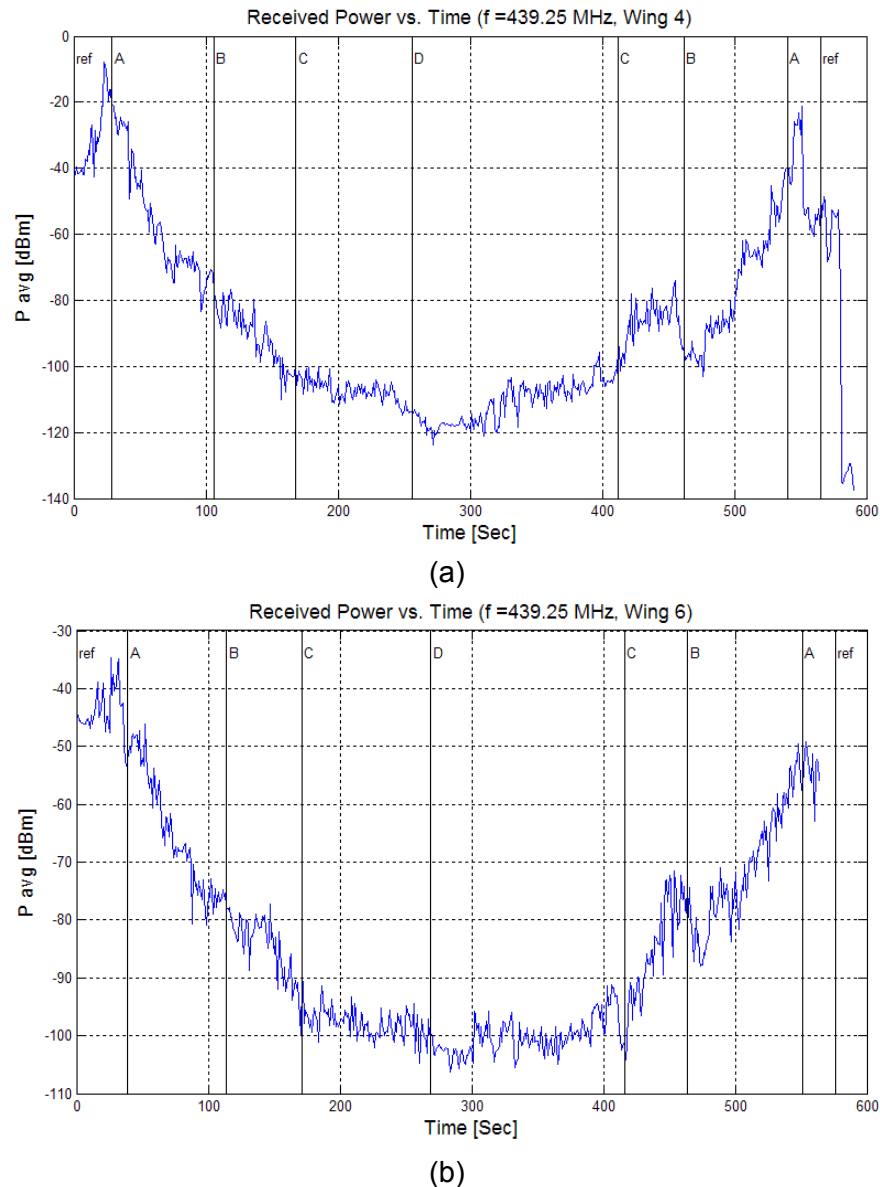 Received Power vs. Time (f =439.25 MHz, Wing 4)
0
-20
-40
-60
-80
-100
-120
-140
P avg [dBm]
ref A B C D C B A ref
0 100 200 300 400 500 600
Time [Sec]
(a)
Received Power vs. Time (f =439.25 MHz, Wing 6)
-30
-40
-50
-60
-70
-80
-90
-100
-110
P avg [dBm]
ref A B C D C B A ref
0 100 200 300 400 500 600
Time [Sec]
(b)